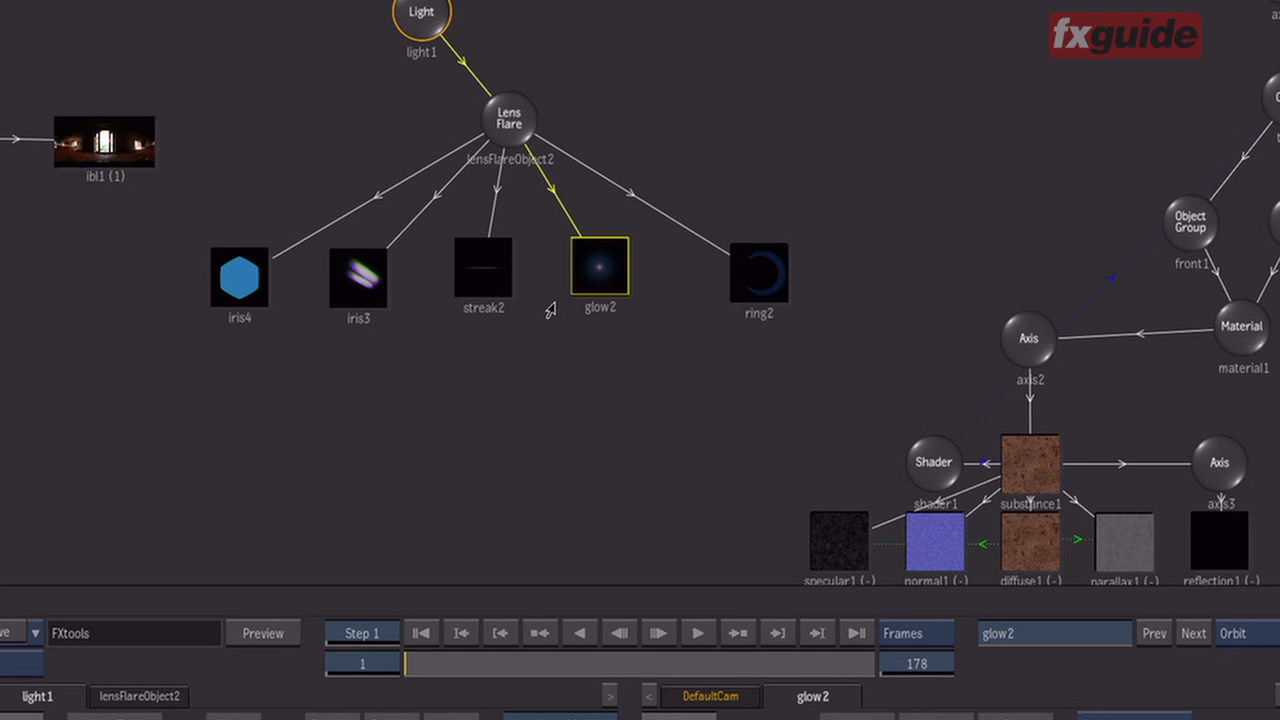 Light
fxguide
light1
Lens
Flare
lensFlareObject2
ibl1 (1)
Object
Group
front1
iris4
iris3
streak2
glow2
ring2
Material
material1
Axis
axis2
Shader
shader1
substance1
Axis
axis3
specular1 (-)
normal1 (-)
diffuse1 (-)
parallax1 (-)
reflection1 (-)
FXtools
Preview
Step 1
Frames
glow2
Prev
Next
Orbit
1
178
light1
lensFlareObject2
>
<
DefaultCam
glow2